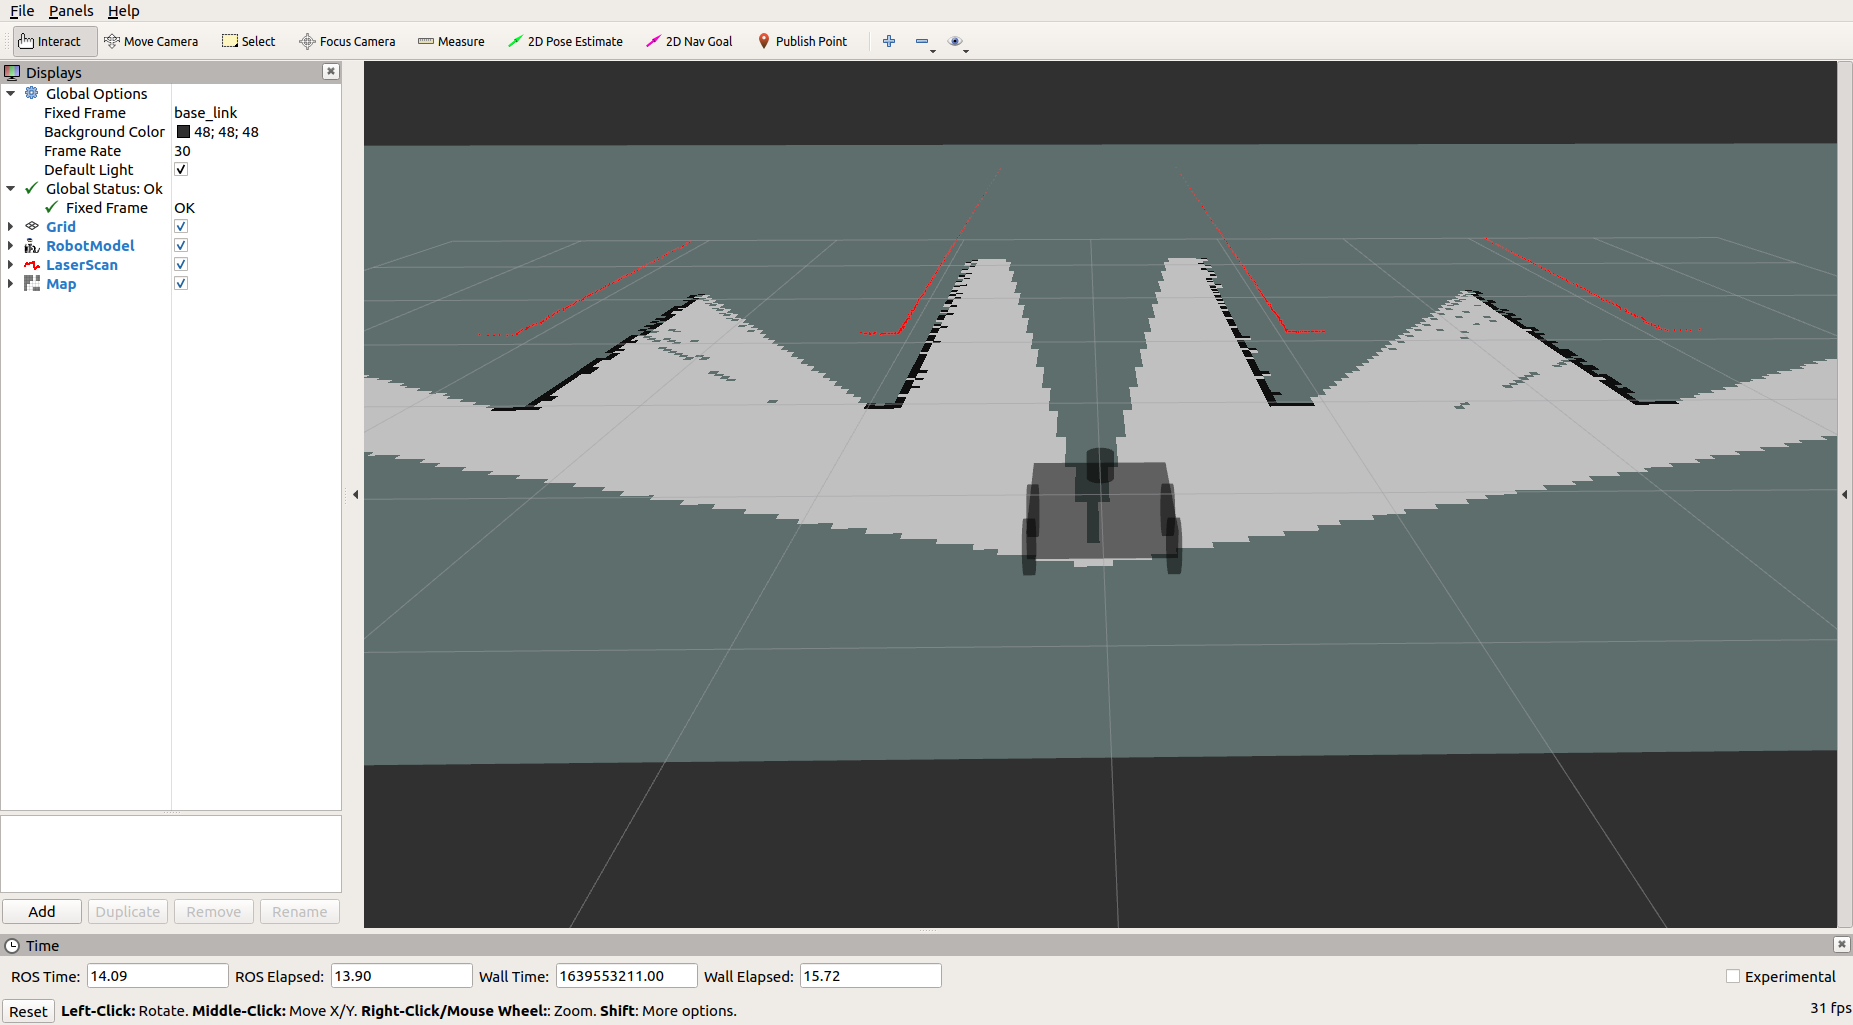 File Panels Help
Interact Move Camera Select Focus Camera Measure 2D Pose Estimate 2D Nav Goal Publish Point
Displays
Global Options
Fixed Frame base_link
Background Color 48; 48; 48
Frame Rate 30
Default Light
Global Status: Ok
Fixed Frame OK
Grid
RobotModel
LaserScan
Map
Add Duplicate Remove Rename
Time
ROS Time: 14.09 ROS Elapsed: 13.90 Wall Time: 1639553211.00 Wall Elapsed: 15.72 Experimental
Reset Left-Click: Rotate. Middle-Click: Move X/Y. Right-Click/Mouse Wheel:: Zoom. Shift: More options. 31 fps